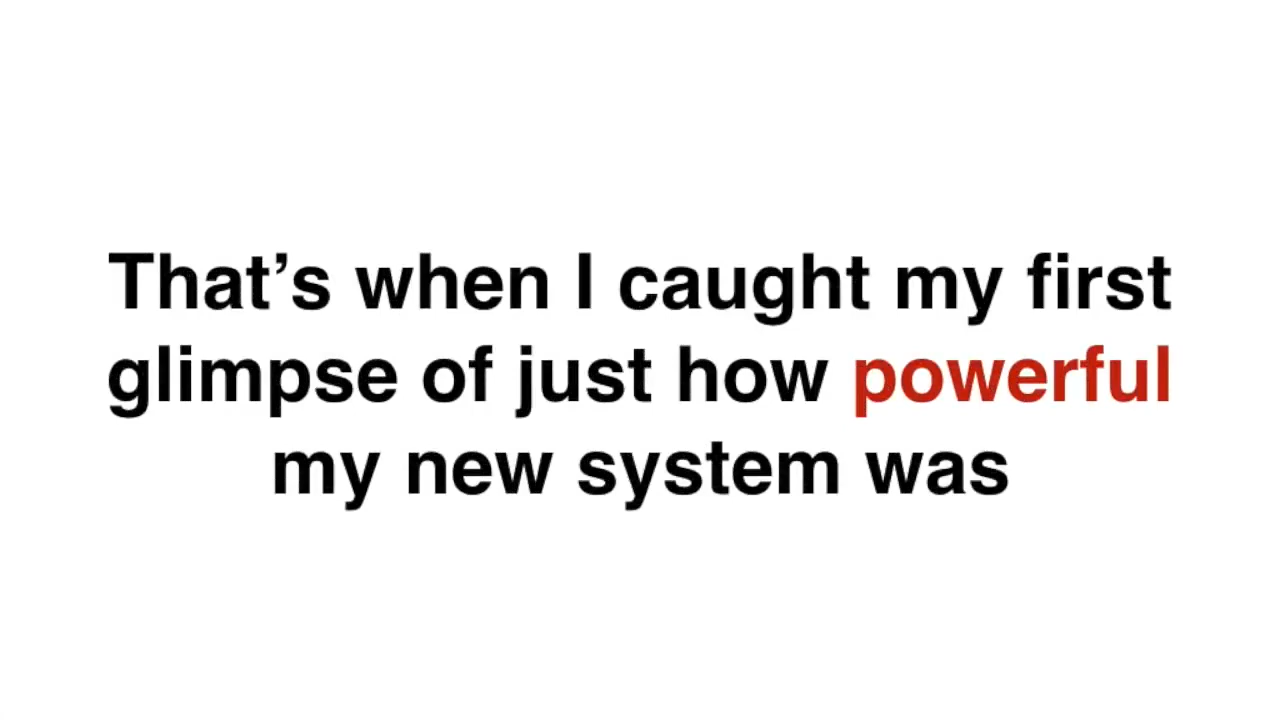 That’s when I caught my first
glimpse of just how powerful
my new system was